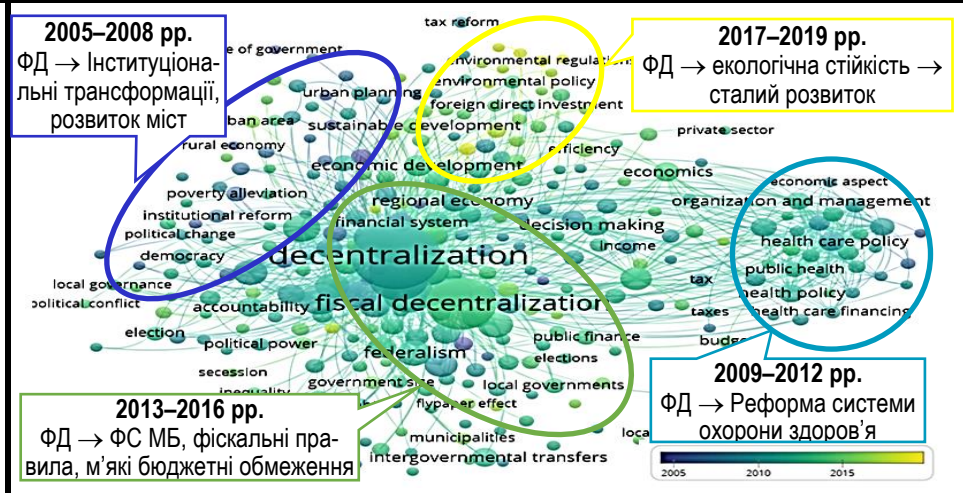 2005–2008 рр.
ФД → Інституціона-
льні трансформації,
розвиток міст
tax reform
2017–2019 рр.
ФД → екологічна стійкість →
сталий розвиток
e of government
environmental regulations
urban planning
environmental policy
foreign direct investment
ban area
sustainable development
private sector
rural economy
efficiency
economic development
economics
economic aspect
poverty alleviation
regional economy
organization and management
institutional reform
financial system
decision making
political change
health care policy
democracy
decentralization
income
public health
local governance
tax
health policy
political conflict
accountability
fiscal decentralization
taxes
health care financing
election
public finance
political power
federalism
elections
budge
secession
government size
local governments
inequality
flypaper effect
2013–2016 рр.
ФД → ФС МБ, фіскальні пра-
вила, м’які бюджетні обмеження
2009–2012 рр.
ФД → Реформа системи
охорони здоров’я
municipalities
loca
intergovernmental transfers
2005 2010 2015